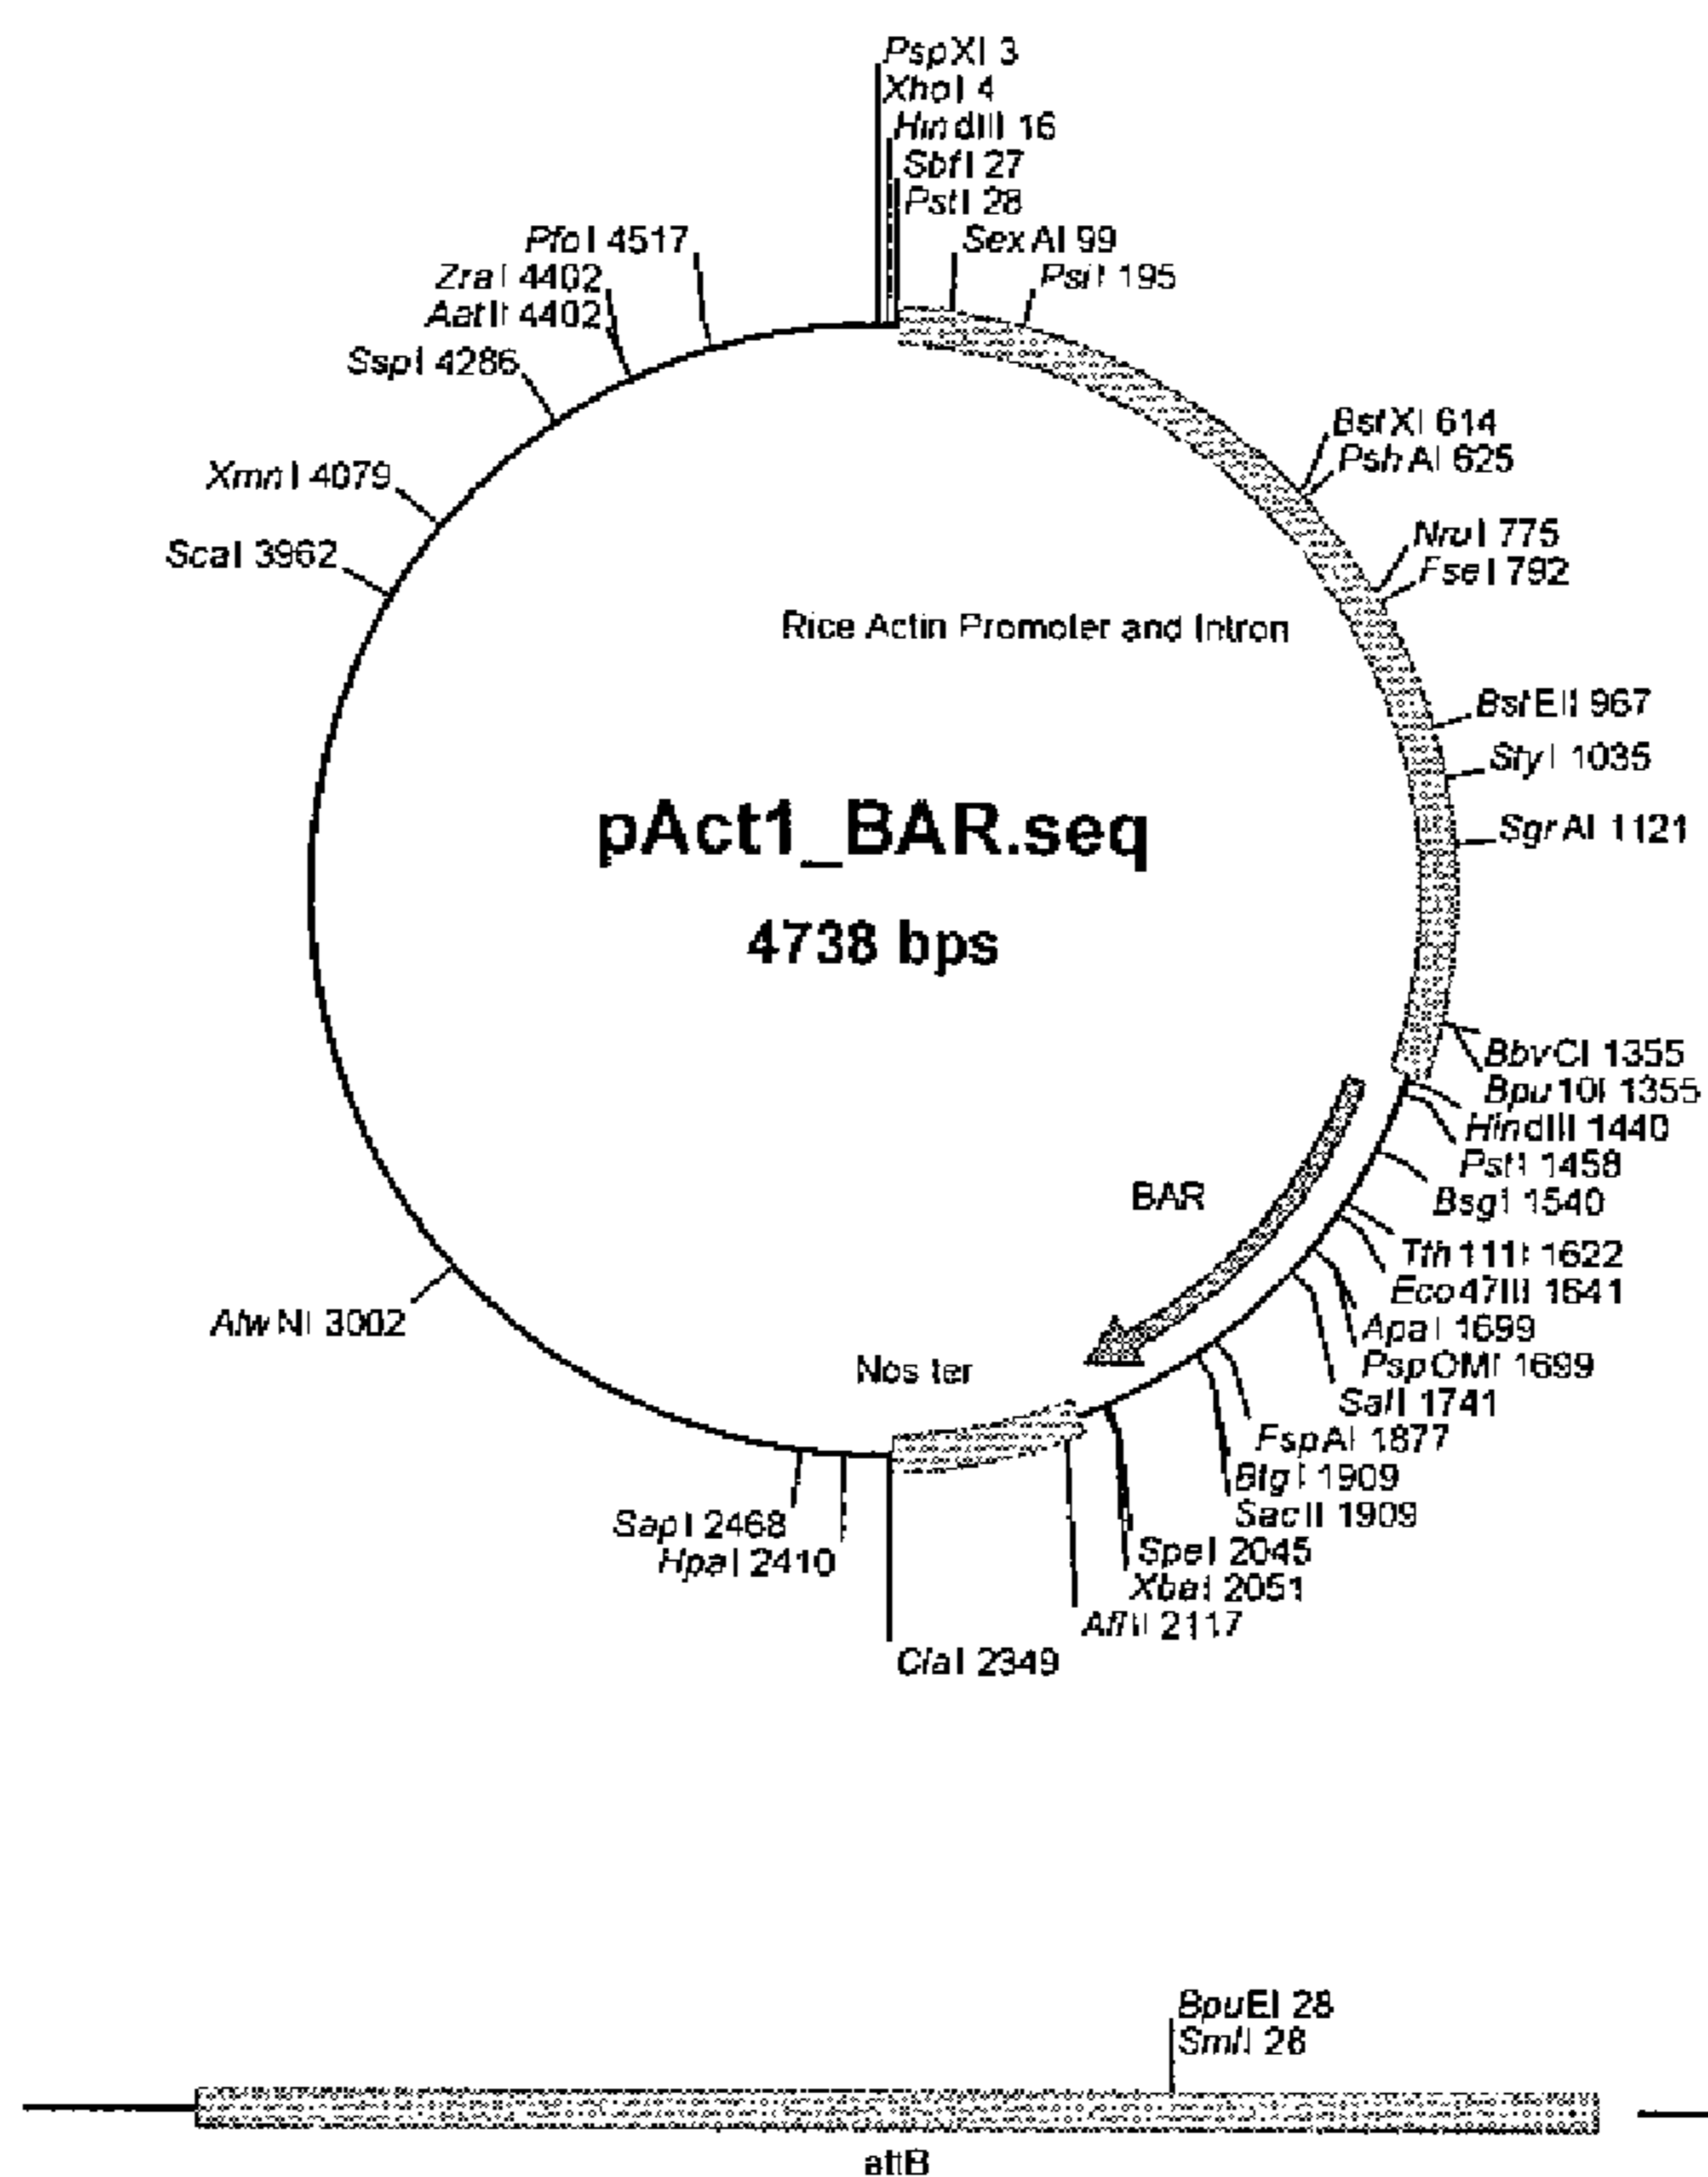 PspXI 3
XhoI 4
HindIII 16
SbfI 27
PstI 28
SexAI 99
PsiI 195
PfoI 4517
ZraI 4402
AatII 4402
SspI 4286
XmnI 4079
ScaI 3962
BstXI 614
PshAI 625
NruI 775
FseI 792
Rice Actin Promoter and Intron
BstEII 967
StyI 1035
SgrAI 1121
pAct1_BAR.seq
4738 bps
BbvCI 1355
Bpu10I 1355
HindIII 1440
PstI 1458
BsgI 1540
BAR
Tth111I 1622
Eco47III 1641
ApaI 1699
PspOMI 1699
SalI 1741
FspAI 1877
BtgI 1909
SacII 1909
SpeI 2045
XbaI 2051
AflII 2117
ClaI 2349
Nos ter
AlwNI 3002
SapI 2468
HpaI 2410
BpuEI 28
SmlI 28
attB